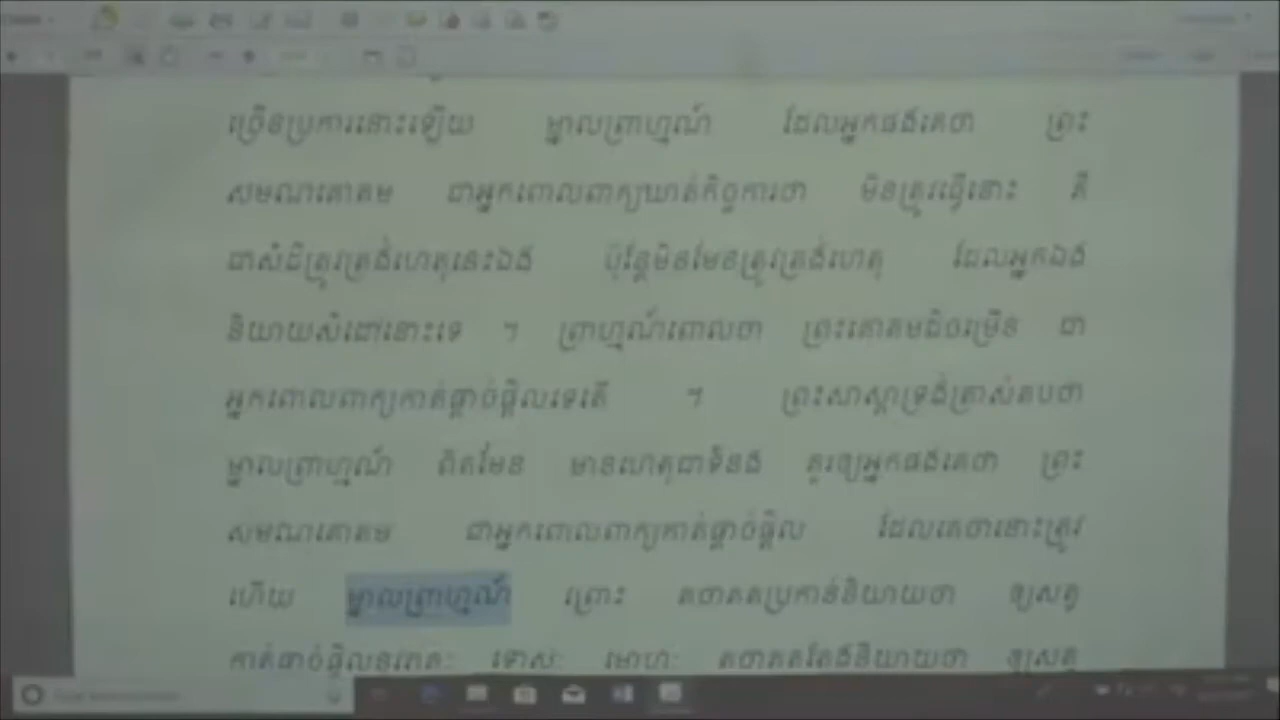 ច្រើនប្រការនោះឡើយ ម្នាលព្រាហ្មណ៍ ដែលអ្នកផងគេថា ព្រះ
សមណគោតម ជាអ្នកពោលពាក្យឃាត់កិច្ចការថា មិនត្រូវធ្វើនោះ គឺ
ជាសំដីត្រូវត្រង់ហេតុនេះឯង ប៉ុន្តែមិនមែនត្រូវត្រង់ហេតុ ដែលអ្នកឯង
និយាយសំដៅនោះទេ ។ ព្រាហ្មណ៍ពោលថា ព្រះគោតមដ៏ចម្រើន ជា
អ្នកពោលពាក្យកាត់ផ្តាច់ផ្តិលទេតើ ។ ព្រះសាស្តាទ្រង់ត្រាស់តបថា
ម្នាលព្រាហ្មណ៍ ពិតមែន មានហេតុជាទំនង គួរឲ្យអ្នកផងគេថា ព្រះ
សមណគោតម ជាអ្នកពោលពាក្យកាត់ផ្តាច់ផ្តិល ដែលគេថានោះត្រូវ
ហើយ ម្នាលព្រាហ្មណ៍ ព្រោះ តថាគតប្រកាន់និយាយថា ឲ្យសត្វ
កាត់ផ្តាច់ផ្តិលនូវរាគៈ ទោសៈ មោហៈ តថាគតតែងនិយាយថា ឲ្យសត្វ